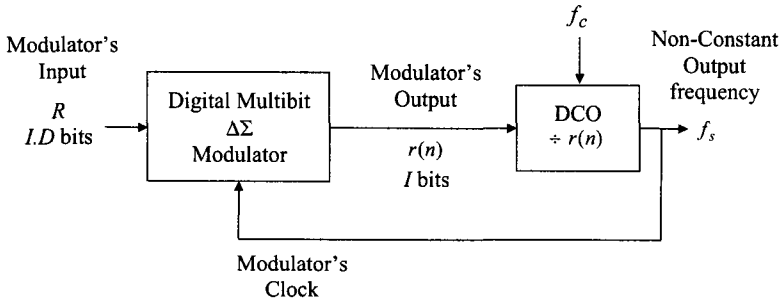 Modulator's
Input
R
I.D bits
Digital Multibit
ΔΣ
Modulator
Modulator's
Output
r(n)
I bits
f_c
DCO
÷ r(n)
Non-Constant
Output
frequency
f_s
Modulator's
Clock